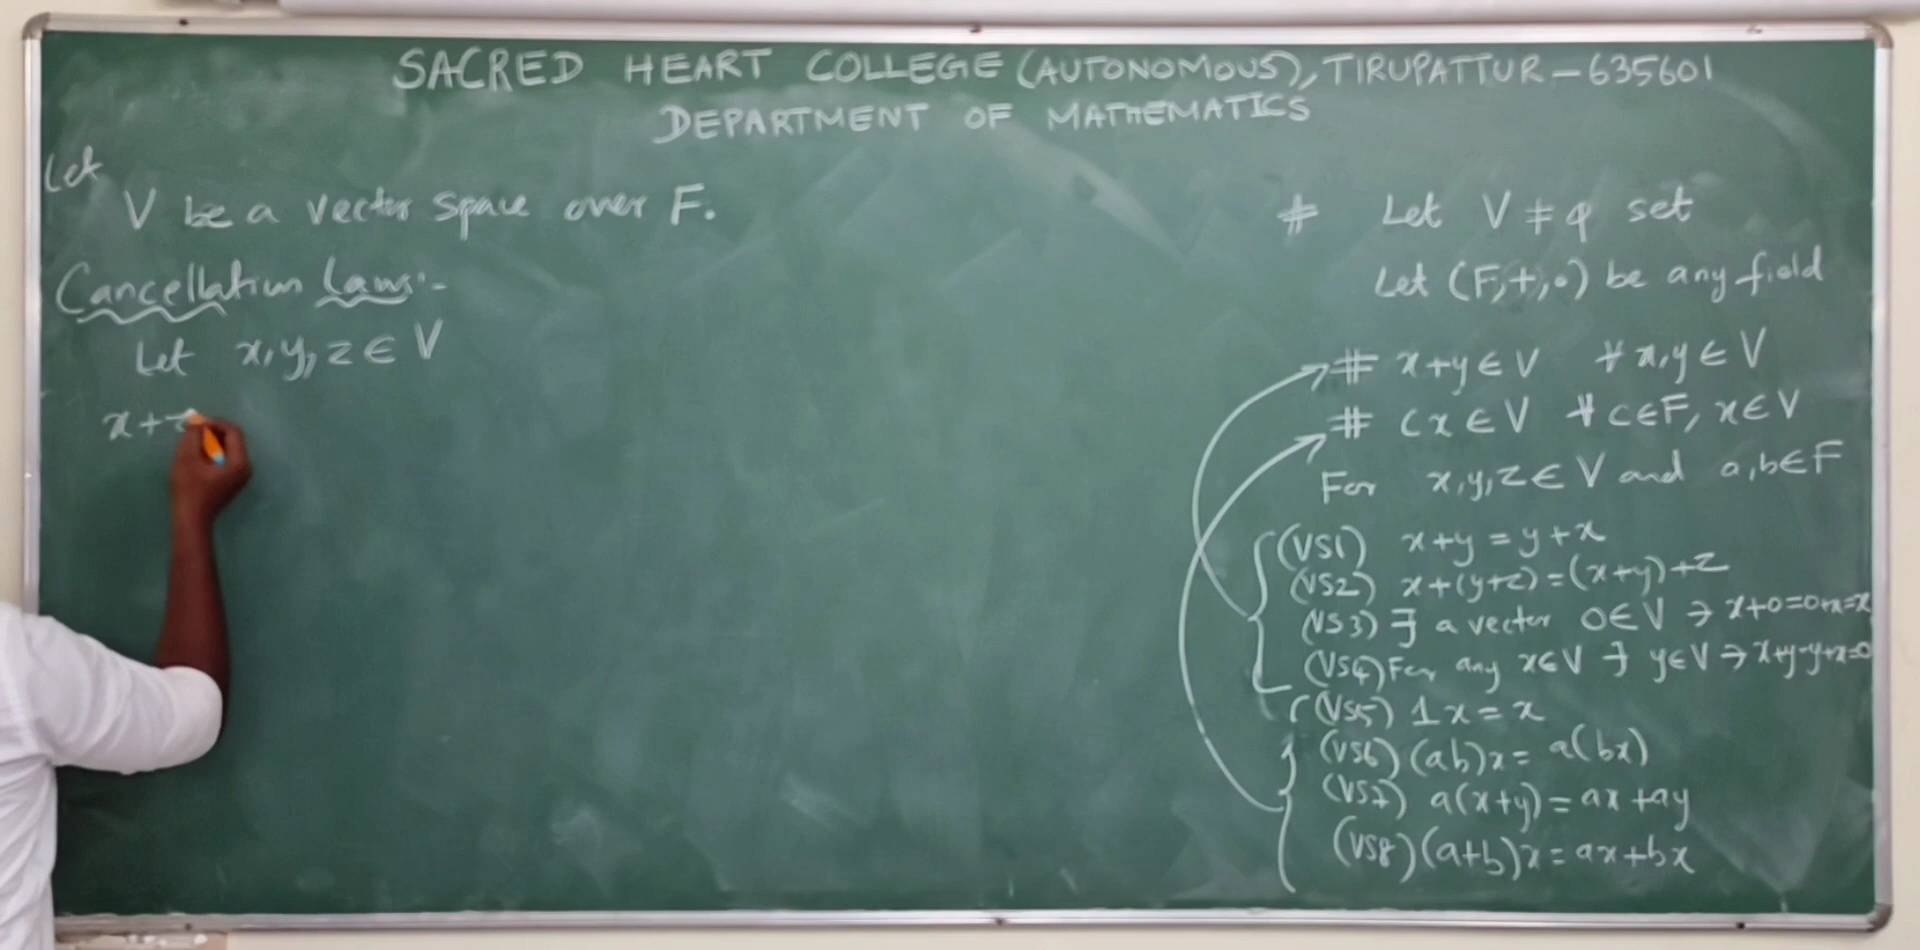 SACRED HEART COLLEGE (AUTONOMOUS), TIRUPATTUR - 635601
DEPARTMENT OF MATHEMATICS
Let
V be a vector space over F.
Cancellation Laws:-
Let x, y, z ∈ V
x+z
# Let V ≠ φ set
Let (F, +, ·) be any field
# x+y ∈ V ∀ x, y ∈ V
# cx ∈ V ∀ c ∈ F, x ∈ V
For x, y, z ∈ V and a, b ∈ F
(VS1) x+y = y+x
(VS2) x+(y+z) = (x+y)+z
(VS3) ∃ a vector 0 ∈ V ∋ x+0=0+x=x
(VS4) For any x ∈ V ∃ y ∈ V ∋ x+y=y+x=0
(VS5) 1x = x
(VS6) (ab)x = a(bx)
(VS7) a(x+y) = ax+ay
(VS8) (a+b)x = ax+bx